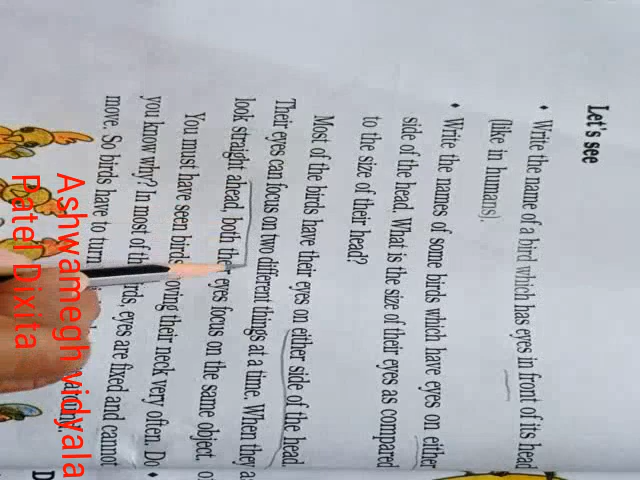 Let's see
• Write the name of a bird which has eyes in front of its head
(like in humans).
• Write the names of some birds which have eyes on either
side of the head. What is the size of their eyes as compared
to the size of their head?
Most of the birds have their eyes on either side of the head.
Their eyes can focus on two different things at a time. When they
look straight ahead, both their eyes focus on the same object.
You must have seen birds moving their neck very often. Do
you know why? In most of the birds, eyes are fixed and cannot
move. So birds have to turn
Ashwamegh vidyala
Patel Dixita